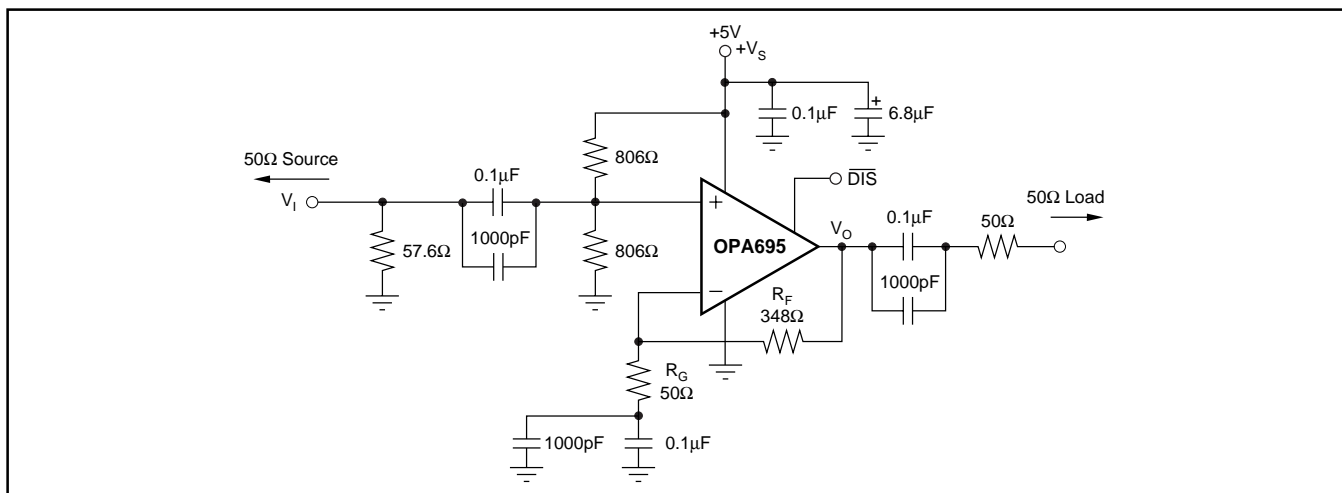 +5V
+V_S
0.1μF
6.8μF
+
50Ω Source
0.1μF
806Ω
DIS
50Ω Load
V_I
+
V_O
0.1μF
50Ω
57.6Ω
1000pF
806Ω
OPA695
1000pF
−
R_F
348Ω
R_G
50Ω
1000pF
0.1μF